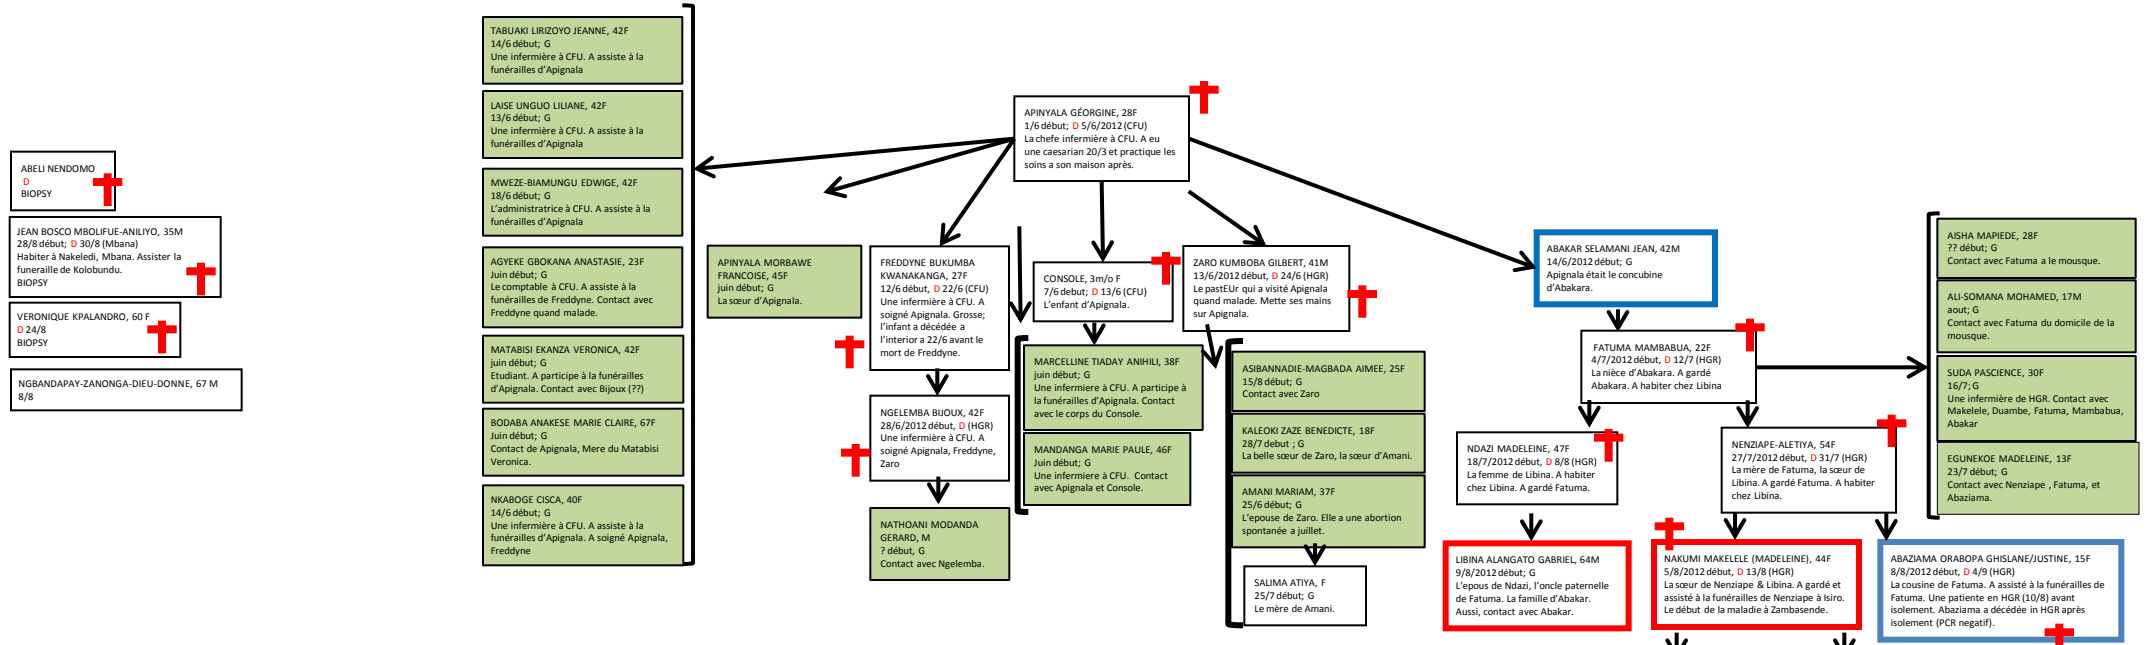 ABELI NENDOMO
D
BIOPSY
JEAN BOSCO MBOLIFUE-ANILIYO, 35M
28/8 début; D 30/8 (Mbana)
Habiter à Nakeledi, Mbana. Assister la
funeraille de Kolobundu.
BIOPSY
VERONIQUE KPALANDRO, 60 F
D 24/8
BIOPSY
NGBANDAPAY-ZANONGA-DIEU-DONNE, 67 M
8/8
TABUAKI LIRIZOYO JEANNE, 42F
14/6 début; G
Une infermière à CFU. A assiste à la
funérailles d'Apignala
LAISE UNGUO LILIANE, 42F
13/6 début; G
Une infermière à CFU. A assiste à la
funérailles d'Apignala
MWEZE-BIAMUNGU EDWIGE, 42F
18/6 début; G
L'administratrice à CFU. A assiste à la
funérailles d'Apignala
AGYEKE GBOKANA ANASTASIE, 23F
Juin début; G
Le comptable à CFU. A assiste à la
funérailles de Freddyne. Contact avec
Freddyne quand malade.
MATABISI EKANZA VERONICA, 42F
juin début; G
Etudiant. A participe à la funérailles
d'Apignala. Contact avec Bijoux (??)
BODABA ANAKESE MARIE CLAIRE, 67F
Juin début; G
Contact de Apignala, Mere du Matabisi
Veronica.
NKABOGE CISCA, 40F
14/6 début; G
Une infermière à CFU. A assiste à la
funérailles d'Apignala. A soigné Apignala,
Freddyne
APINYALA GÉORGINE, 28F
1/6 début; D 5/6/2012 (CFU)
La chefe infermière à CFU. A eu
une caesarian 20/3 et practique les
soins a son maison après.
APINYALA MORBAWE
FRANCOISE, 45F
juin début; G
La sœur d'Apignala.
FREDDYNE BUKUMBA
KWANAKANGA, 27F
12/6 début, D 22/6 (CFU)
Une infermière à CFU. A
soigné Apignala. Grosse;
l'infant a décédée a
l'interior a 22/6 avant le
mort de Freddyne.
NGELEMBA BIJOUX, 42F
28/6/2012 début, D (HGR)
Une infermière à CFU. A
soigné Apignala, Freddyne,
Zaro
NATHOANI MODANDA
GERARD, M
? début, G
Contact avec Ngelemba.
CONSOLE, 3m/o F
7/6 debut; D 13/6 (CFU)
L'enfant d'Apignala.
MARCELLINE TIADAY ANIHILI, 38F
juin début; G
Une infermiere à CFU. A participe à
la funérailles d'Apignala. Contact
avec le corps du Console.
MANDANGA MARIE PAULE, 46F
Juin début; G
Une infermiere à CFU. Contact
avec Apignala et Console.
ZARO KUMBOBA GILBERT, 41M
13/6/2012 début, D 24/6 (HGR)
Le pastEUr qui a visité Apignala
quand malade. Mette ses mains
sur Apignala.
ASIBANNADIE-MAGBADA AIMEE, 25F
15/8 début; G
Contact avec Zaro
KALEOKI ZAZE BENEDICTE, 18F
28/7 debut ; G
La belle sœur de Zaro, la sœur d'Amani.
AMANI MARIAM, 37F
25/6 début; G
L'epouse de Zaro. Elle a une abortion
spontanée a juillet.
SALIMA ATIYA, F
25/7 début; G
Le mère de Amani.
ABAKAR SELAMANI JEAN, 42M
14/6/2012 début; G
Apignala était le concubine
d'Abakara.
FATUMA MAMBABUA, 22F
4/7/2012 début, D 12/7 (HGR)
La nièce d'Abakara. A gardé
Abakara. A habiter chez Libina
NDAZI MADELEINE, 47F
18/7/2012 début, D 8/8 (HGR)
La femme de Libina. A habiter
chez Libina. A gardé Fatuma.
NENZIAPE-ALETIYA, 54F
27/7/2012 début, D 31/7 (HGR)
La mère de Fatuma, la sœur de
Libina. A gardé Fatuma. A habiter
chez Libina.
LIBINA ALANGATO GABRIEL, 64M
9/8/2012 début; G
L'epous de Ndazi, l'oncle paternelle
de Fatuma. La famille d'Abakar.
Aussi, contact avec Abakar.
NAKUMI MAKELELE (MADELEINE), 44F
5/8/2012 début, D 13/8 (HGR)
La sœur de Nenziape & Libina. A gardé et
assisté à la funérailles de Nenziape à Isiro.
Le début de la maladie à Zambasende.
ABAZIAMA ORABOPA GHISLANE/JUSTINE, 15F
8/8/2012 début, D 4/9 (HGR)
La cousine de Fatuma. A assisté à la funérailles de
Fatuma. Une patiente en HGR (10/8) avant
isolement. Abaziama a décédée in HGR après
isolement (PCR negatif).
AISHA MAPIEDE, 28F
?? début; G
Contact avec Fatuma a le mosque.
ALI-SOMANA MOHAMED, 17M
aout; G
Contact avec Fatuma du domicile de la
mosque.
SUDA PASCIENCE, 30F
16/7; G
Une infermière de HGR. Contact avec
Makelele, Duambe, Fatuma, Mambabua,
Abakar
EGUNEKOE MADELEINE, 13F
23/7 début; G
Contact avec Nenziape , Fatuma, et
Abaziama.